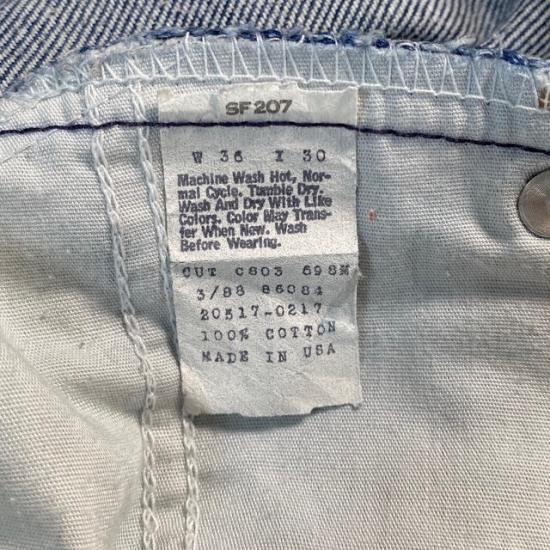 SF 207
W 36 X 30
Machine Wash Hot, Nor-
mal Cycle. Tumble Dry.
Wash And Dry With Like
Colors. Color May Trans-
fer When New. Wash
Before Wearing.
CUT C803 698M
3/88 86084
20517-0217
100% COTTON
MADE IN USA